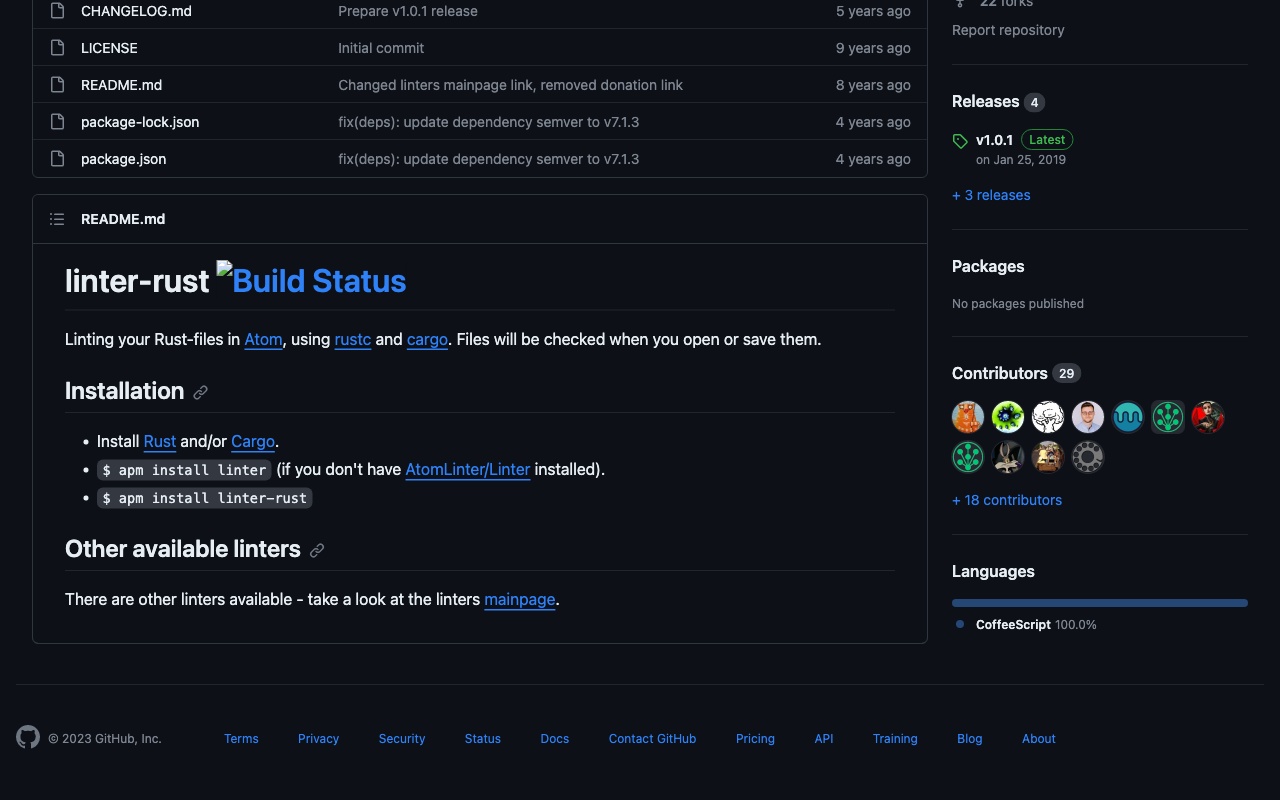 CHANGELOG.md Prepare v1.0.1 release 5 years ago
LICENSE Initial commit 9 years ago
README.md Changed linters mainpage link, removed donation link 8 years ago
package-lock.json fix(deps): update dependency semver to v7.1.3 4 years ago
package.json fix(deps): update dependency semver to v7.1.3 4 years ago
README.md
linter-rust Build Status
Linting your Rust-files in Atom, using rustc and cargo. Files will be checked when you open or save them.
Installation
• Install Rust and/or Cargo.
• $ apm install linter (if you don't have AtomLinter/Linter installed).
• $ apm install linter-rust
Other available linters
There are other linters available - take a look at the linters mainpage.
22 forks
Report repository
Releases 4
v1.0.1 Latest
on Jan 25, 2019
+ 3 releases
Packages
No packages published
Contributors 29
+ 18 contributors
Languages
CoffeeScript 100.0%
© 2023 GitHub, Inc. Terms Privacy Security Status Docs Contact GitHub Pricing API Training Blog About